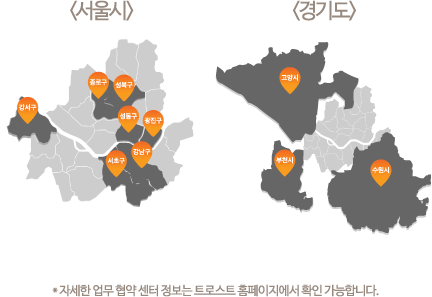 <서울시>
<경기도>
종로구
성북구
강서구
성동구
광진구
서초구
강남구
고양시
부천시
수원시
* 자세한 업무 협약 센터 정보는 트로스트 홈페이지에서 확인 가능합니다.